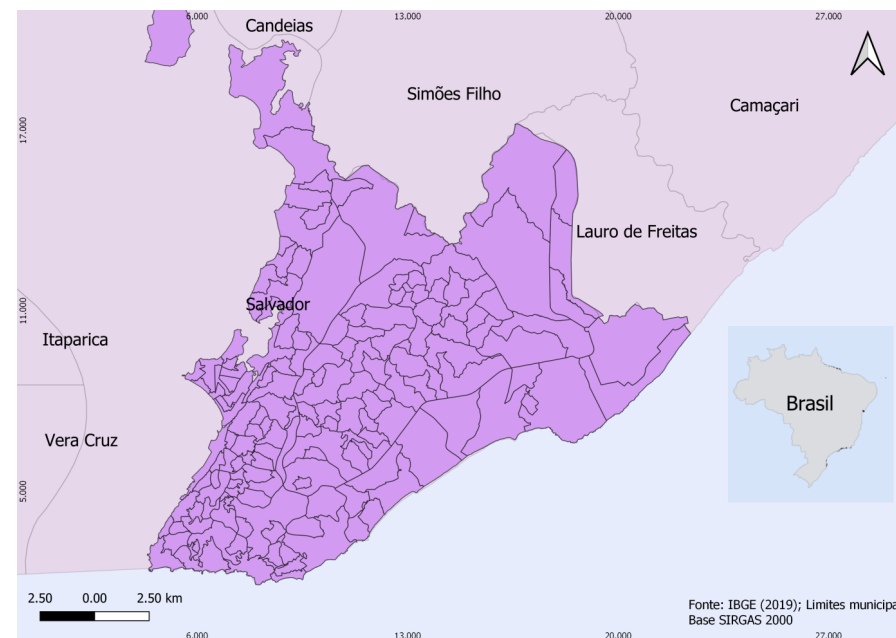 6.000 13.000 20.000 27.000
Candeias
Simões Filho
Camaçari
17.000
Lauro de Freitas
Salvador
11.000
Itaparica
Brasil
Vera Cruz
5.000
2.50 0.00 2.50 km
Fonte: IBGE (2019); Limites municipa
Base SIRGAS 2000
6.000 13.000 20.000 27.000